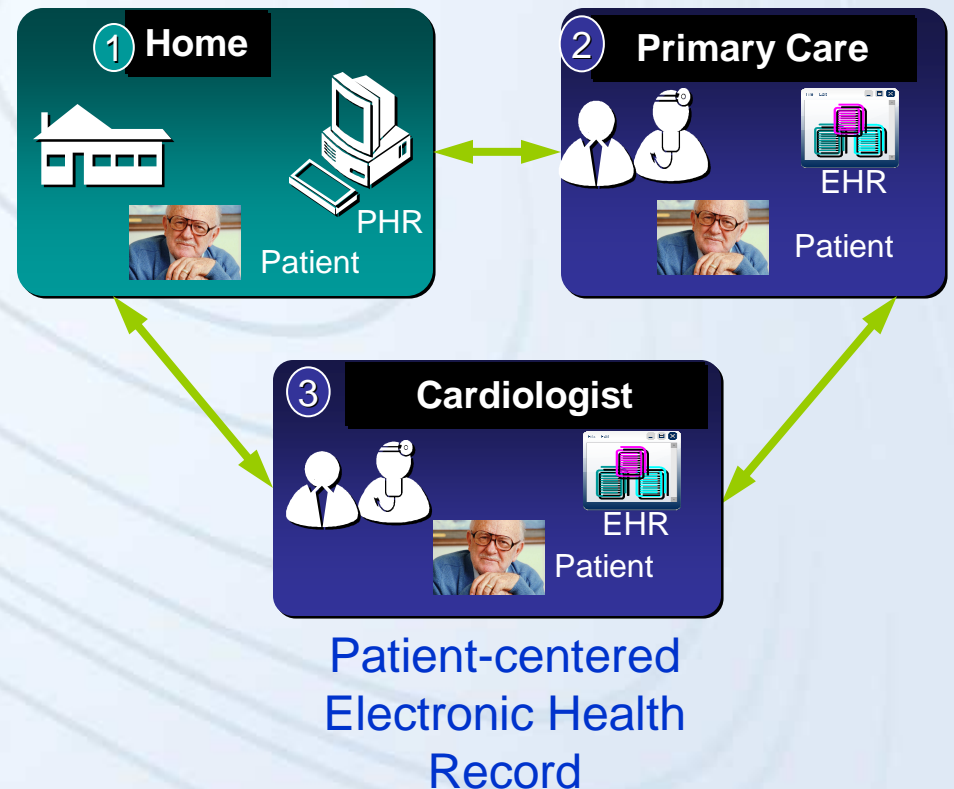 1 Home
PHR
Patient
2 Primary Care
EHR
Patient
3 Cardiologist
EHR
Patient
Patient-centered
Electronic Health
Record